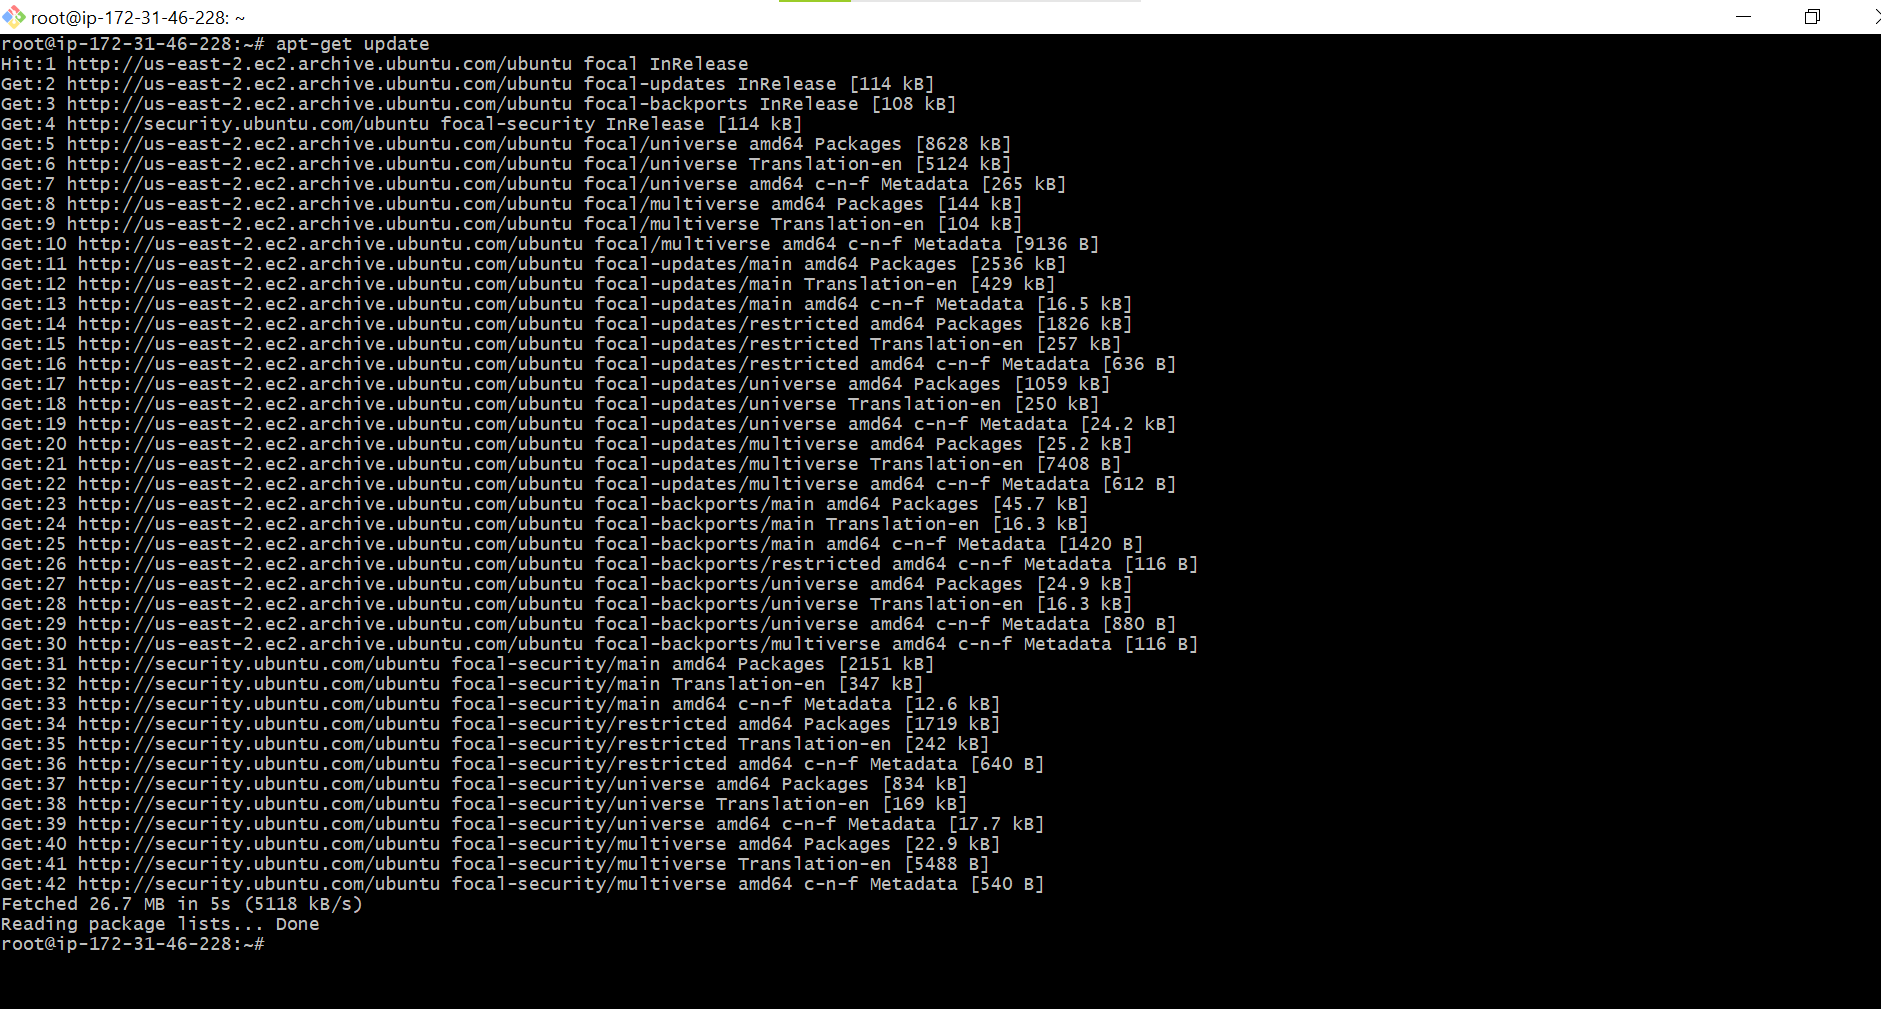 root@ip-172-31-46-228: ~
root@ip-172-31-46-228:~# apt-get update
Hit:1 http://us-east-2.ec2.archive.ubuntu.com/ubuntu focal InRelease
Get:2 http://us-east-2.ec2.archive.ubuntu.com/ubuntu focal-updates InRelease [114 kB]
Get:3 http://us-east-2.ec2.archive.ubuntu.com/ubuntu focal-backports InRelease [108 kB]
Get:4 http://security.ubuntu.com/ubuntu focal-security InRelease [114 kB]
Get:5 http://us-east-2.ec2.archive.ubuntu.com/ubuntu focal/universe amd64 Packages [8628 kB]
Get:6 http://us-east-2.ec2.archive.ubuntu.com/ubuntu focal/universe Translation-en [5124 kB]
Get:7 http://us-east-2.ec2.archive.ubuntu.com/ubuntu focal/universe amd64 c-n-f Metadata [265 kB]
Get:8 http://us-east-2.ec2.archive.ubuntu.com/ubuntu focal/multiverse amd64 Packages [144 kB]
Get:9 http://us-east-2.ec2.archive.ubuntu.com/ubuntu focal/multiverse Translation-en [104 kB]
Get:10 http://us-east-2.ec2.archive.ubuntu.com/ubuntu focal/multiverse amd64 c-n-f Metadata [9136 B]
Get:11 http://us-east-2.ec2.archive.ubuntu.com/ubuntu focal-updates/main amd64 Packages [2536 kB]
Get:12 http://us-east-2.ec2.archive.ubuntu.com/ubuntu focal-updates/main Translation-en [429 kB]
Get:13 http://us-east-2.ec2.archive.ubuntu.com/ubuntu focal-updates/main amd64 c-n-f Metadata [16.5 kB]
Get:14 http://us-east-2.ec2.archive.ubuntu.com/ubuntu focal-updates/restricted amd64 Packages [1826 kB]
Get:15 http://us-east-2.ec2.archive.ubuntu.com/ubuntu focal-updates/restricted Translation-en [257 kB]
Get:16 http://us-east-2.ec2.archive.ubuntu.com/ubuntu focal-updates/restricted amd64 c-n-f Metadata [636 B]
Get:17 http://us-east-2.ec2.archive.ubuntu.com/ubuntu focal-updates/universe amd64 Packages [1059 kB]
Get:18 http://us-east-2.ec2.archive.ubuntu.com/ubuntu focal-updates/universe Translation-en [250 kB]
Get:19 http://us-east-2.ec2.archive.ubuntu.com/ubuntu focal-updates/universe amd64 c-n-f Metadata [24.2 kB]
Get:20 http://us-east-2.ec2.archive.ubuntu.com/ubuntu focal-updates/multiverse amd64 Packages [25.2 kB]
Get:21 http://us-east-2.ec2.archive.ubuntu.com/ubuntu focal-updates/multiverse Translation-en [7408 B]
Get:22 http://us-east-2.ec2.archive.ubuntu.com/ubuntu focal-updates/multiverse amd64 c-n-f Metadata [612 B]
Get:23 http://us-east-2.ec2.archive.ubuntu.com/ubuntu focal-backports/main amd64 Packages [45.7 kB]
Get:24 http://us-east-2.ec2.archive.ubuntu.com/ubuntu focal-backports/main Translation-en [16.3 kB]
Get:25 http://us-east-2.ec2.archive.ubuntu.com/ubuntu focal-backports/main amd64 c-n-f Metadata [1420 B]
Get:26 http://us-east-2.ec2.archive.ubuntu.com/ubuntu focal-backports/restricted amd64 c-n-f Metadata [116 B]
Get:27 http://us-east-2.ec2.archive.ubuntu.com/ubuntu focal-backports/universe amd64 Packages [24.9 kB]
Get:28 http://us-east-2.ec2.archive.ubuntu.com/ubuntu focal-backports/universe Translation-en [16.3 kB]
Get:29 http://us-east-2.ec2.archive.ubuntu.com/ubuntu focal-backports/universe amd64 c-n-f Metadata [880 B]
Get:30 http://us-east-2.ec2.archive.ubuntu.com/ubuntu focal-backports/multiverse amd64 c-n-f Metadata [116 B]
Get:31 http://security.ubuntu.com/ubuntu focal-security/main amd64 Packages [2151 kB]
Get:32 http://security.ubuntu.com/ubuntu focal-security/main Translation-en [347 kB]
Get:33 http://security.ubuntu.com/ubuntu focal-security/main amd64 c-n-f Metadata [12.6 kB]
Get:34 http://security.ubuntu.com/ubuntu focal-security/restricted amd64 Packages [1719 kB]
Get:35 http://security.ubuntu.com/ubuntu focal-security/restricted Translation-en [242 kB]
Get:36 http://security.ubuntu.com/ubuntu focal-security/restricted amd64 c-n-f Metadata [640 B]
Get:37 http://security.ubuntu.com/ubuntu focal-security/universe amd64 Packages [834 kB]
Get:38 http://security.ubuntu.com/ubuntu focal-security/universe Translation-en [169 kB]
Get:39 http://security.ubuntu.com/ubuntu focal-security/universe amd64 c-n-f Metadata [17.7 kB]
Get:40 http://security.ubuntu.com/ubuntu focal-security/multiverse amd64 Packages [22.9 kB]
Get:41 http://security.ubuntu.com/ubuntu focal-security/multiverse Translation-en [5488 B]
Get:42 http://security.ubuntu.com/ubuntu focal-security/multiverse amd64 c-n-f Metadata [540 B]
Fetched 26.7 MB in 5s (5118 kB/s)
Reading package lists... Done
root@ip-172-31-46-228:~#